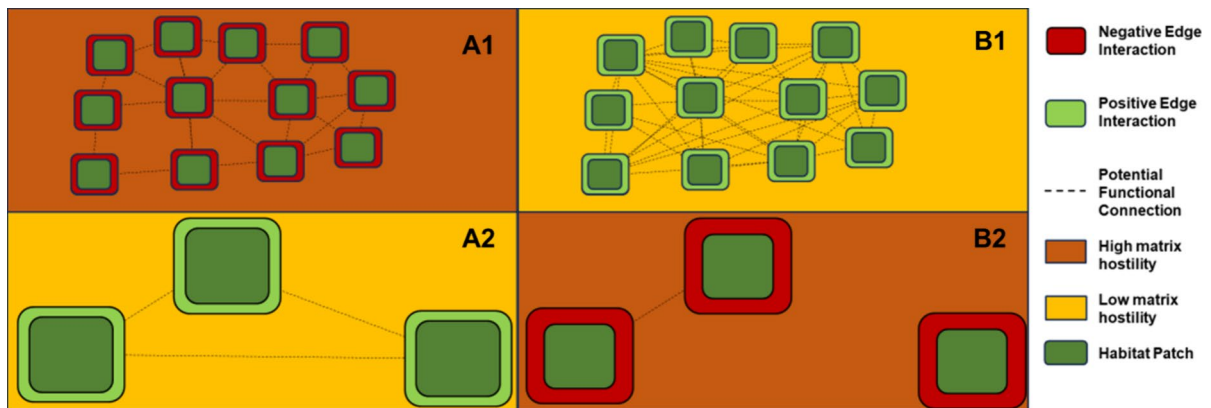 A1
B1
A2
B2
Negative Edge
Interaction
Positive Edge
Interaction
Potential
Functional
Connection
High matrix
hostility
Low matrix
hostility
Habitat Patch